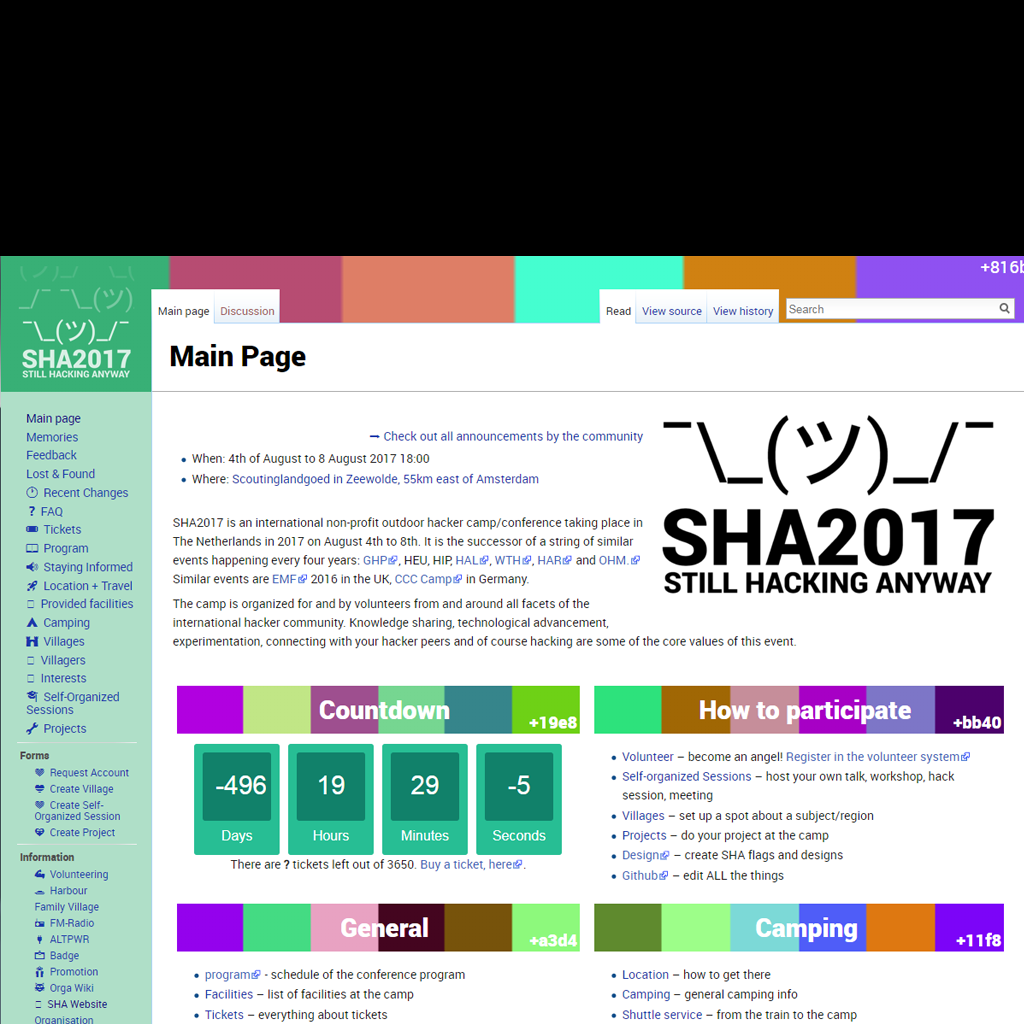 +816b
¯\_(ツ)_/¯
SHA2017
STILL HACKING ANYWAY
Main page
Discussion
Read
View source
View history
Search
Main Page
Main page
Memories
Feedback
Lost & Found
Recent Changes
? FAQ
Tickets
Program
Staying Informed
Location + Travel
Provided facilities
Camping
Villages
Villagers
Interests
Self-Organized
Sessions
Projects
Forms
Request Account
Create Village
Create Self-
Organized Session
Create Project
Information
Volunteering
Harbour
Family Village
FM-Radio
ALTPWR
Badge
Promotion
Orga Wiki
SHA Website
Organisation
Check out all announcements by the community
• When: 4th of August to 8 August 2017 18:00
• Where: Scoutinglandgoed in Zeewolde, 55km east of Amsterdam
¯\_(ツ)_/¯
SHA2017
STILL HACKING ANYWAY
SHA2017 is an international non-profit outdoor hacker camp/conference taking place in
The Netherlands in 2017 on August 4th to 8th. It is the successor of a string of similar
events happening every four years: GHP, HEU, HIP, HAL, WTH, HAR and OHM.
Similar events are EMF 2016 in the UK, CCC Camp in Germany.
The camp is organized for and by volunteers from and around all facets of the
international hacker community. Knowledge sharing, technological advancement,
experimentation, connecting with your hacker peers and of course hacking are some of the core values of this event.
Countdown
+19e8
-496
19
29
-5
Days
Hours
Minutes
Seconds
There are ? tickets left out of 3650. Buy a ticket, here.
How to participate
+bb40
• Volunteer – become an angel! Register in the volunteer system
• Self-organized Sessions – host your own talk, workshop, hack
session, meeting
• Villages – set up a spot about a subject/region
• Projects – do your project at the camp
• Design – create SHA flags and designs
• Github – edit ALL the things
General
+a3d4
• program - schedule of the conference program
• Facilities – list of facilities at the camp
• Tickets – everything about tickets
Camping
+11f8
• Location – how to get there
• Camping – general camping info
• Shuttle service – from the train to the camp